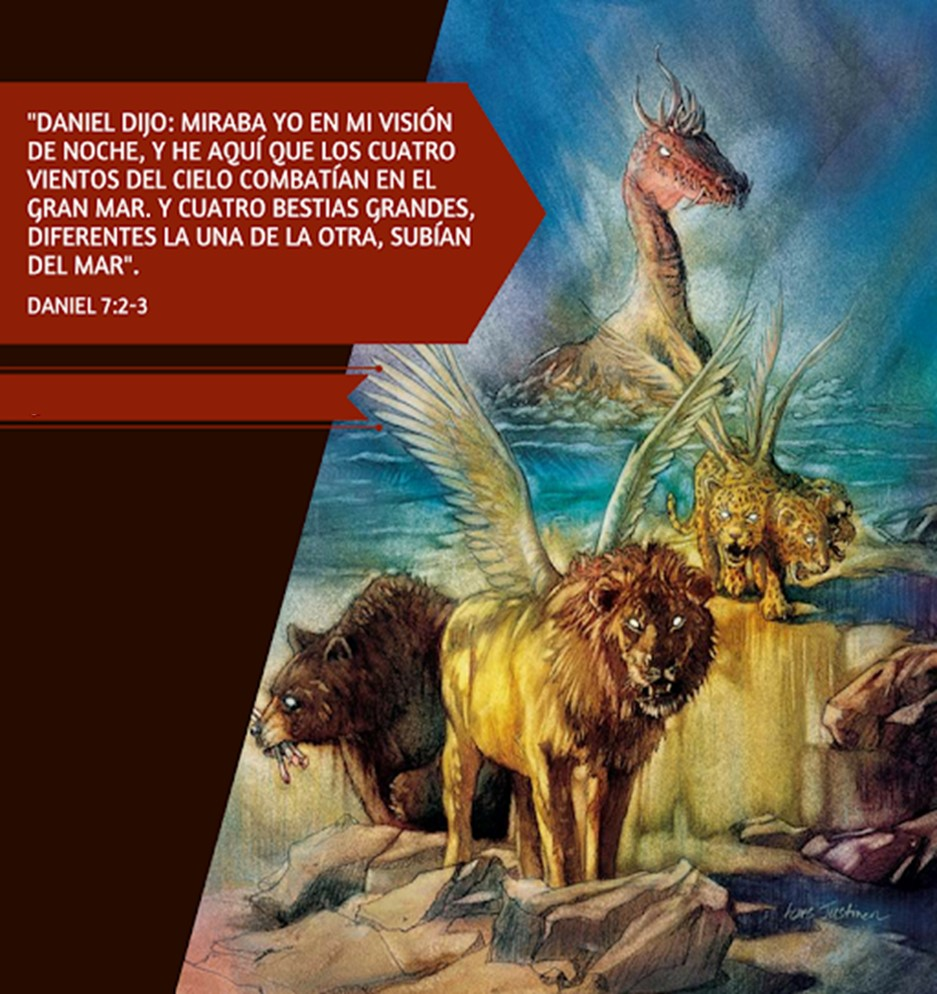 "DANIEL DIJO: MIRABA YO EN MI VISIÓN
DE NOCHE, Y HE AQUÍ QUE LOS CUATRO
VIENTOS DEL CIELO COMBATÍAN EN EL
GRAN MAR. Y CUATRO BESTIAS GRANDES,
DIFERENTES LA UNA DE LA OTRA, SUBÍAN
DEL MAR".
DANIEL 7:2-3
Lars Justinen